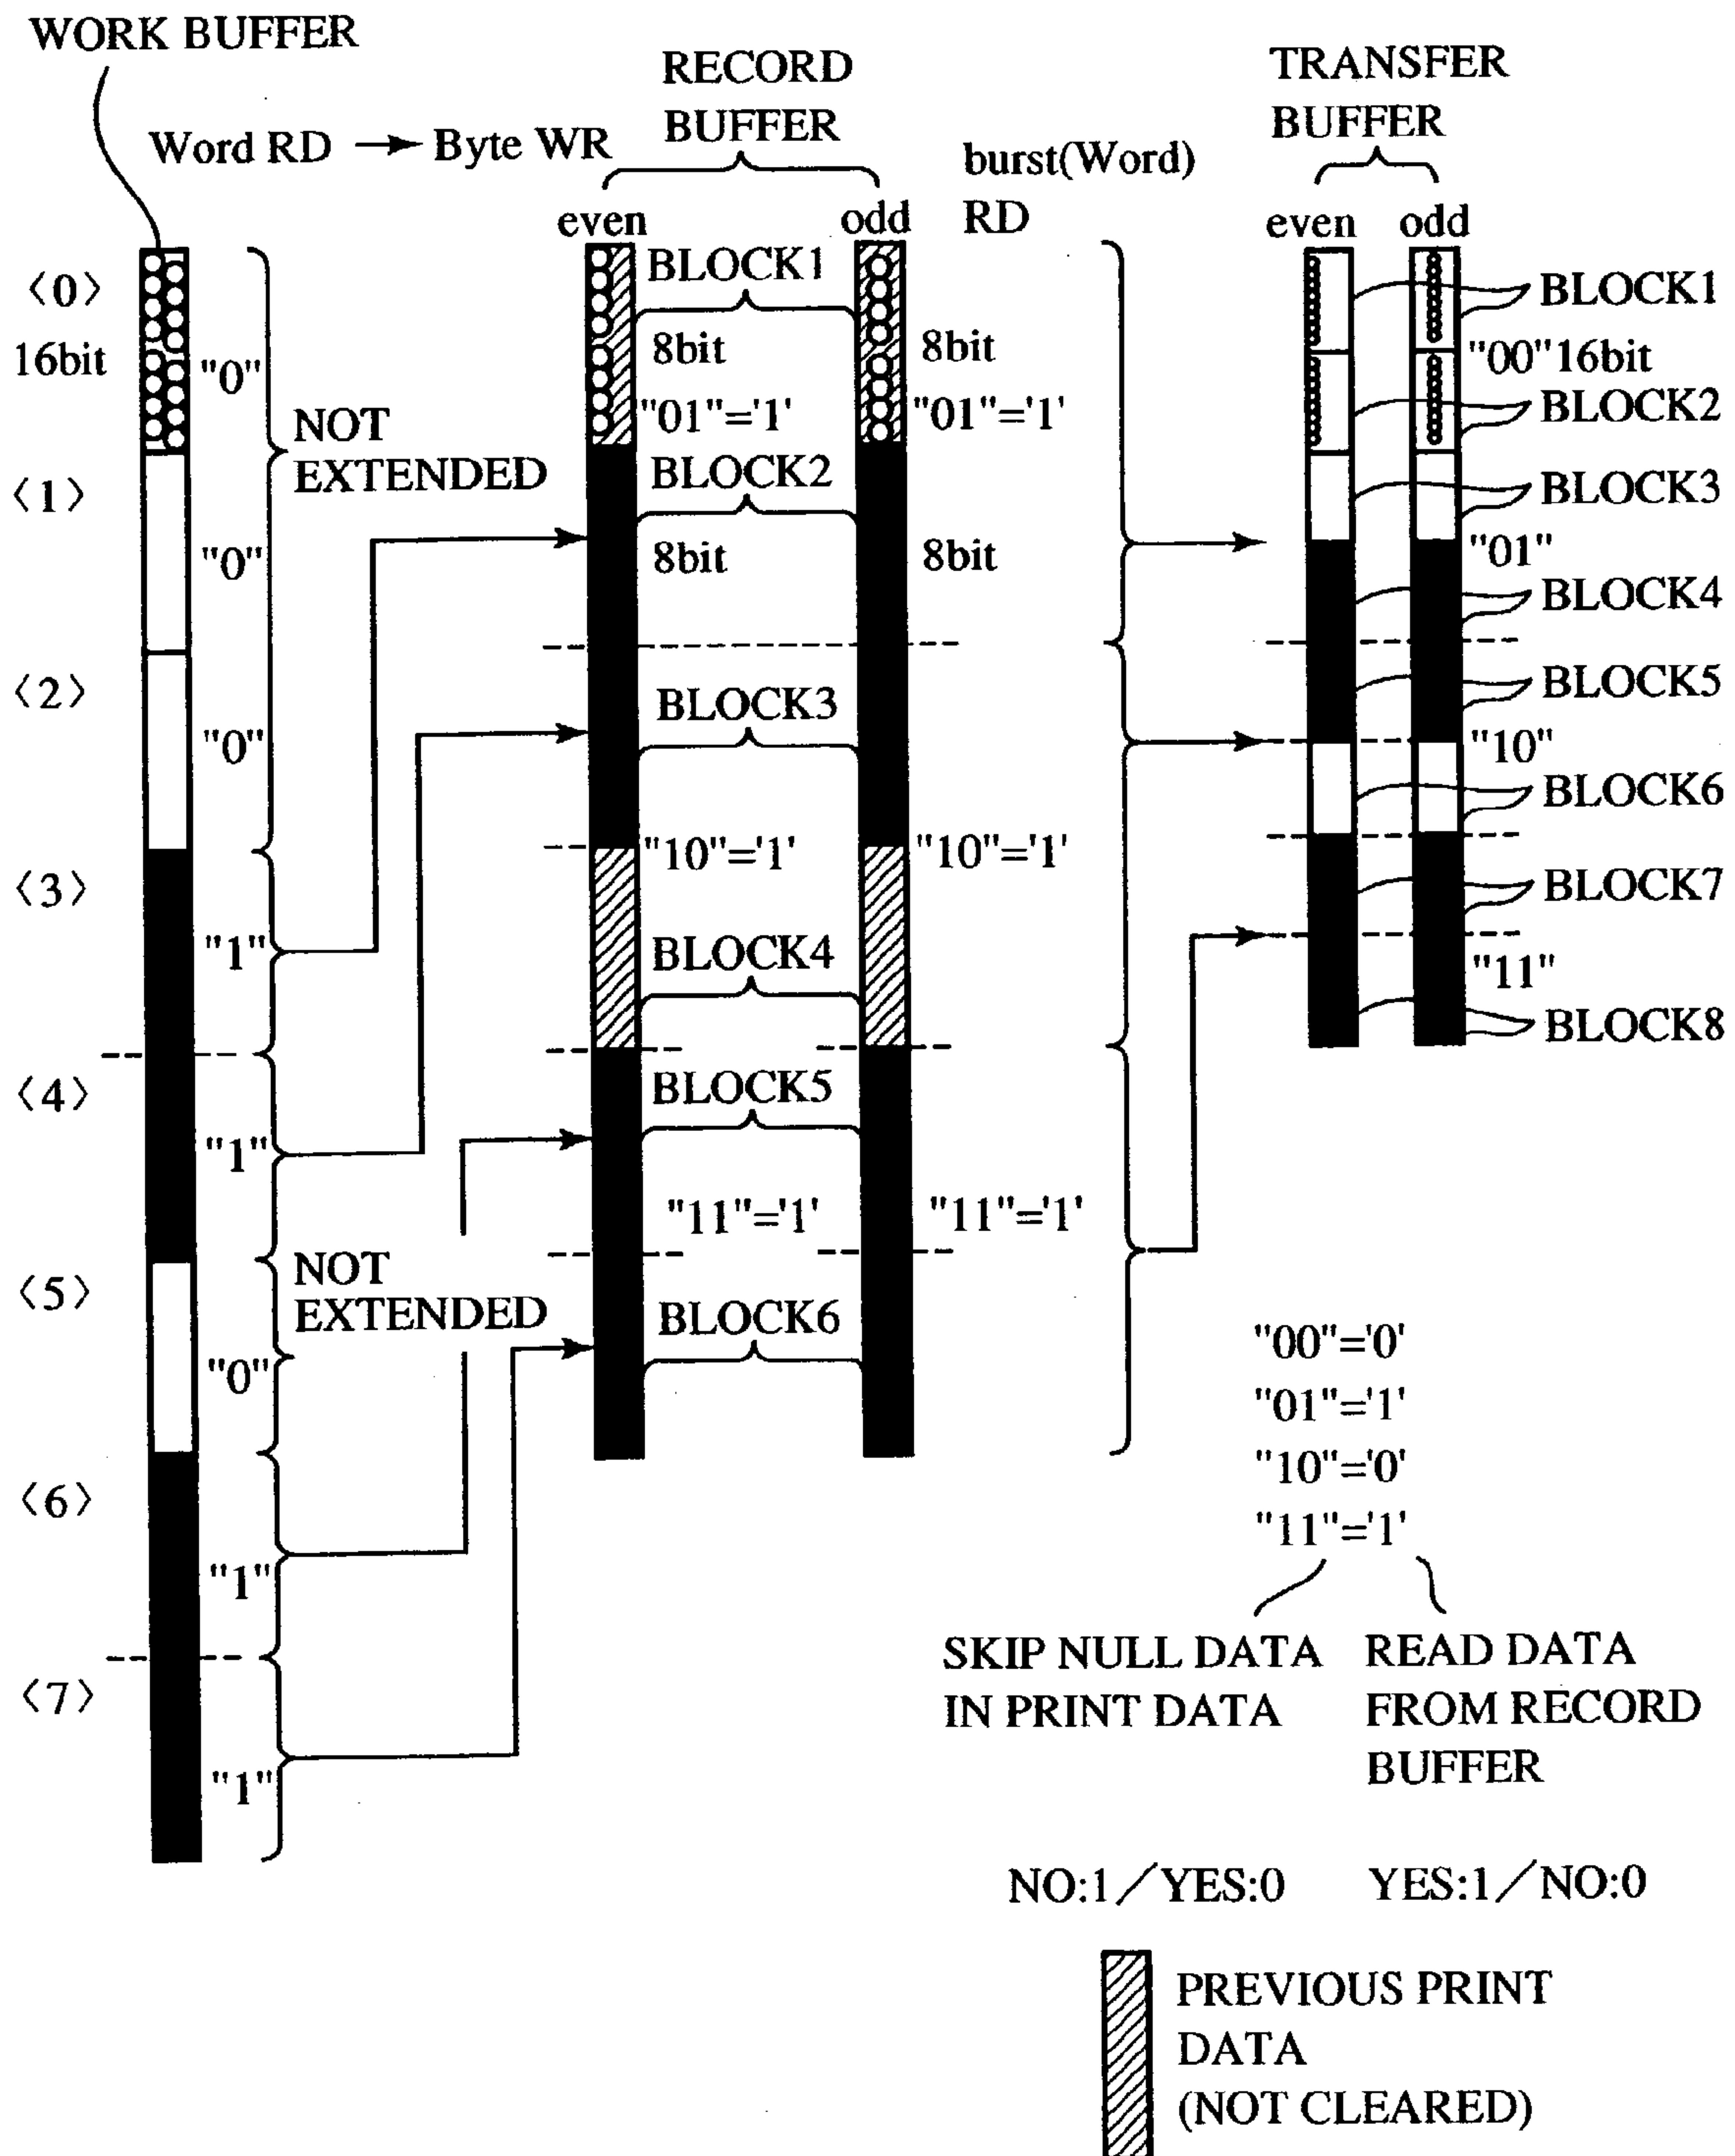 WORK BUFFER
Word RD → Byte WR
RECORD
BUFFER
burst(Word)
RD
TRANSFER
BUFFER
even
odd
even
odd
〈0〉
16bit
"0"
NOT
EXTENDED
〈1〉
"0"
〈2〉
"0"
〈3〉
"1"
〈4〉
"1"
〈5〉
NOT
EXTENDED
"0"
〈6〉
"1"
〈7〉
"1"
BLOCK1
8bit
8bit
"01"='1'
"01"='1'
BLOCK2
8bit
8bit
BLOCK3
"10"='1'
"10"='1'
BLOCK4
BLOCK5
"11"='1'
"11"='1'
BLOCK6
BLOCK1
"00"16bit
BLOCK2
BLOCK3
"01"
BLOCK4
BLOCK5
"10"
BLOCK6
BLOCK7
"11"
BLOCK8
"00"='0'
"01"='1'
"10"='0'
"11"='1'
SKIP NULL DATA
IN PRINT DATA
READ DATA
FROM RECORD
BUFFER
NO:1／YES:0
YES:1／NO:0
PREVIOUS PRINT
DATA
(NOT CLEARED)